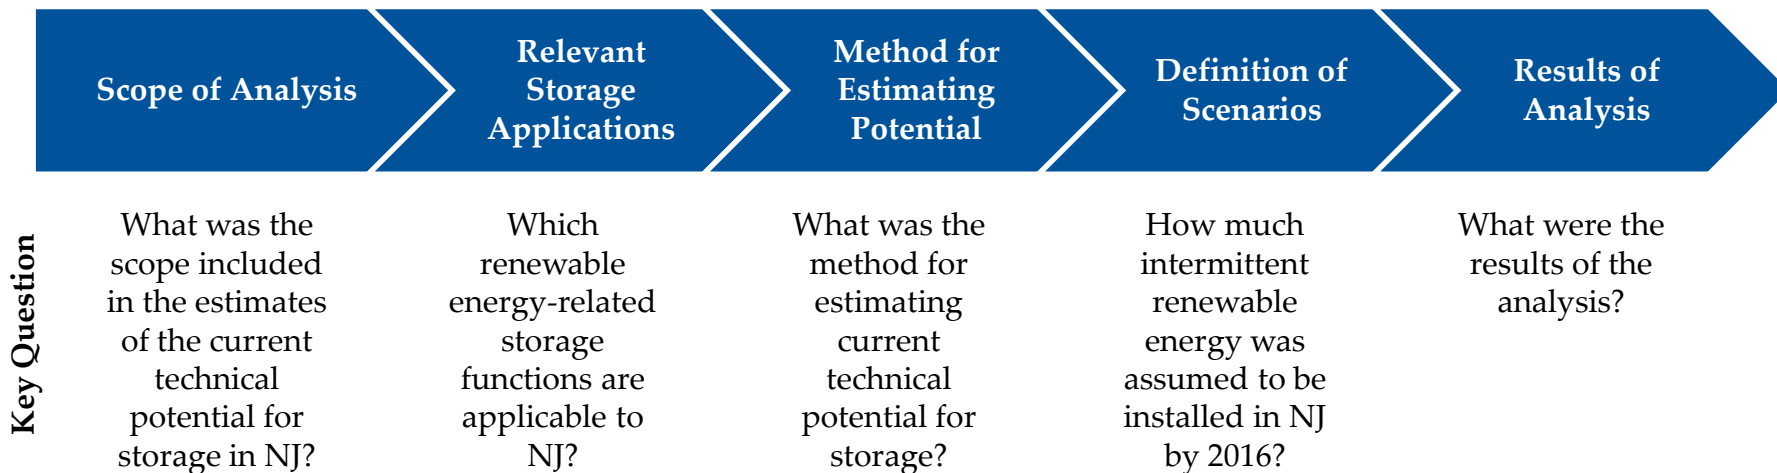 Scope of Analysis
Relevant
Storage
Applications
Method for
Estimating
Potential
Definition of
Scenarios
Results of
Analysis
Key Question
What was the
scope included
in the estimates
of the current
technical
potential for
storage in NJ?
Which
renewable
energy-related
storage
functions are
applicable to
NJ?
What was the
method for
estimating
current
technical
potential for
storage?
How much
intermittent
renewable
energy was
assumed to be
installed in NJ
by 2016?
What were the
results of the
analysis?